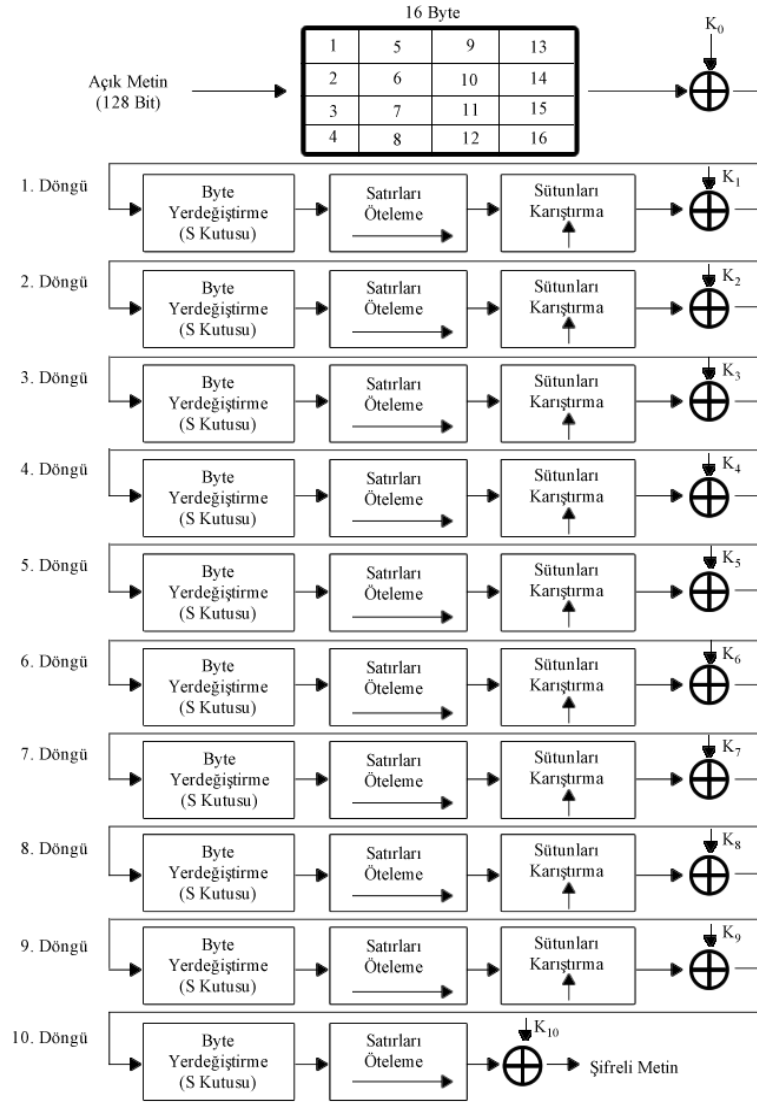 16 Byte
K0
1 5 9 13
2 6 10 14
3 7 11 15
4 8 12 16
Açık Metin
(128 Bit)
1. Döngü
Byte
Yerdeğiştirme
(S Kutusu)
Satırları
Öteleme
Sütunları
Karıştırma
K1
2. Döngü
Byte
Yerdeğiştirme
(S Kutusu)
Satırları
Öteleme
Sütunları
Karıştırma
K2
3. Döngü
Byte
Yerdeğiştirme
(S Kutusu)
Satırları
Öteleme
Sütunları
Karıştırma
K3
4. Döngü
Byte
Yerdeğiştirme
(S Kutusu)
Satırları
Öteleme
Sütunları
Karıştırma
K4
5. Döngü
Byte
Yerdeğiştirme
(S Kutusu)
Satırları
Öteleme
Sütunları
Karıştırma
K5
6. Döngü
Byte
Yerdeğiştirme
(S Kutusu)
Satırları
Öteleme
Sütunları
Karıştırma
K6
7. Döngü
Byte
Yerdeğiştirme
(S Kutusu)
Satırları
Öteleme
Sütunları
Karıştırma
K7
8. Döngü
Byte
Yerdeğiştirme
(S Kutusu)
Satırları
Öteleme
Sütunları
Karıştırma
K8
9. Döngü
Byte
Yerdeğiştirme
(S Kutusu)
Satırları
Öteleme
Sütunları
Karıştırma
K9
10. Döngü
Byte
Yerdeğiştirme
(S Kutusu)
Satırları
Öteleme
K10
Şifreli Metin